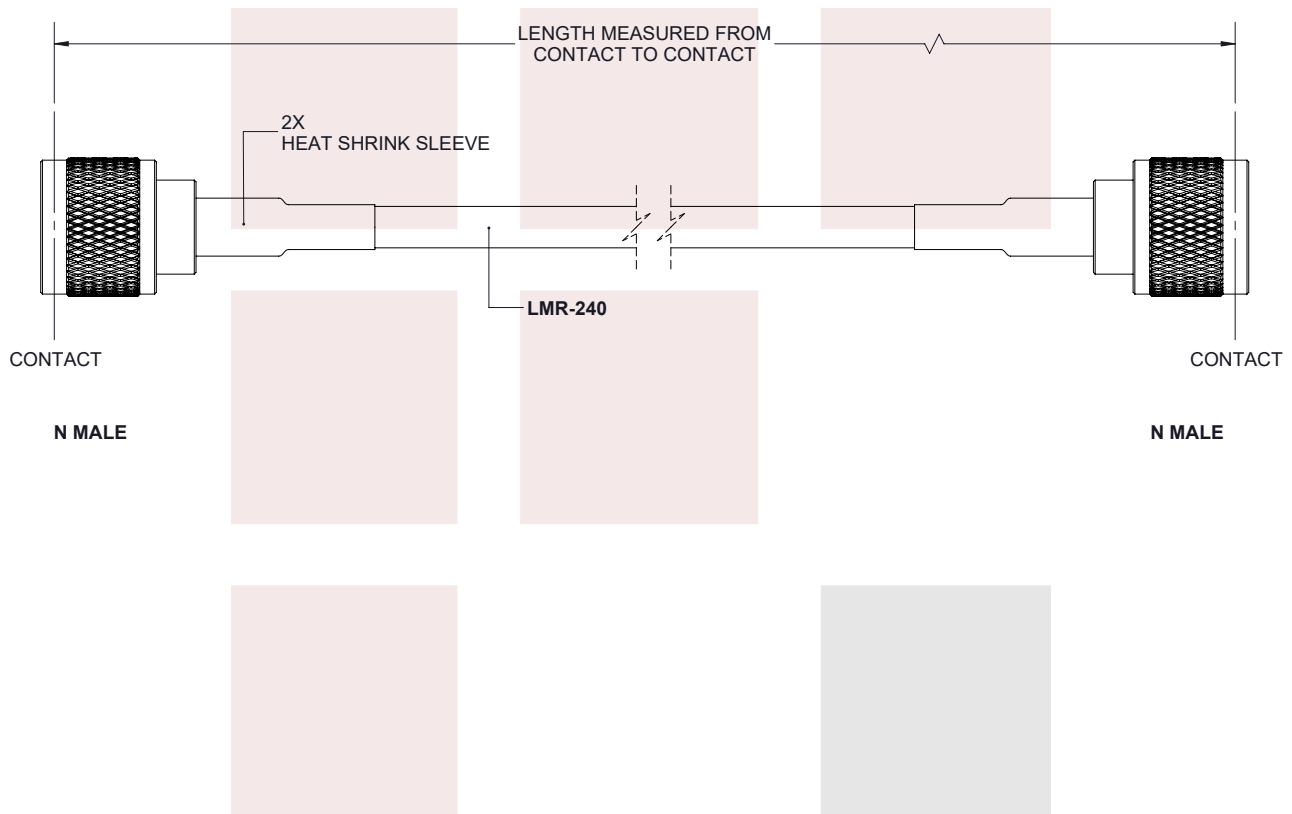 LENGTH MEASURED FROM
CONTACT TO CONTACT
2X
HEAT SHRINK SLEEVE
LMR-240
CONTACT
CONTACT
N MALE
N MALE